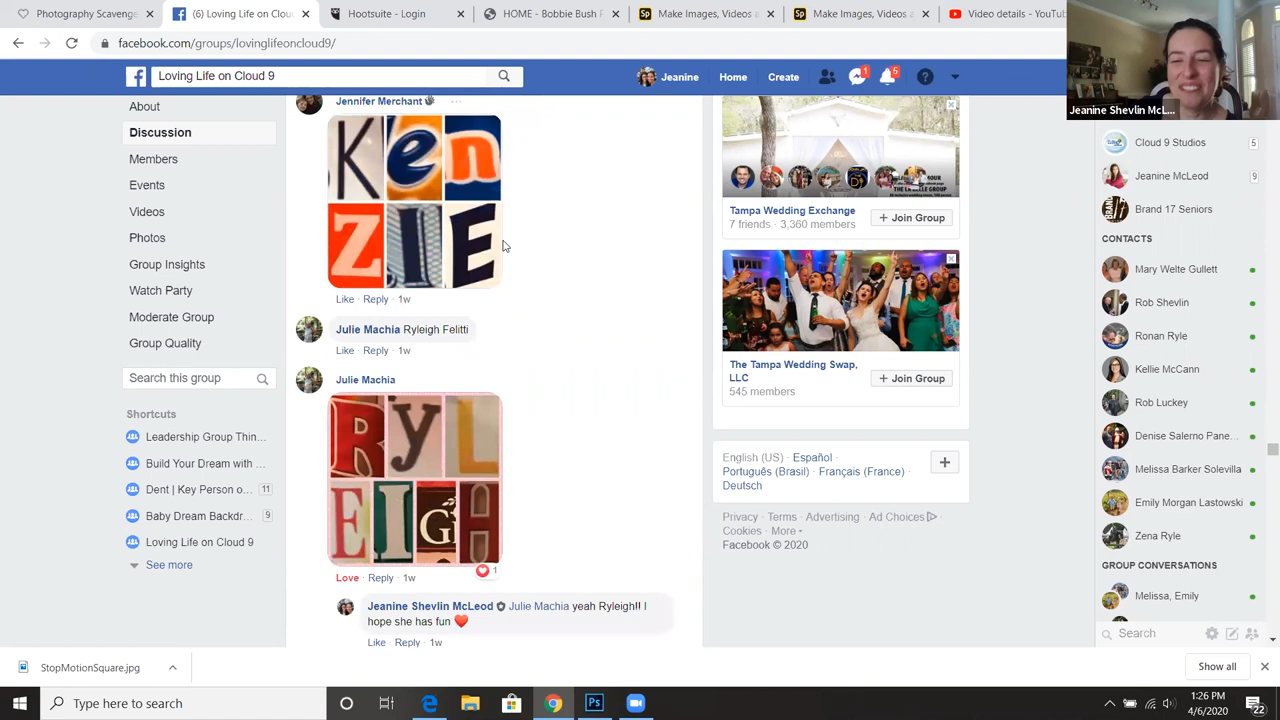 Photography Scaveng
(6) Loving Life on Clou
Hootsuite - Login
HOME - Bobbie Bush P
Make Images, Videos a
Make Images, Videos a
Video details - YouTu
facebook.com/groups/lovinglifeoncloud9/
Loving Life on Cloud 9
Jeanine
Home
Create
1
5
Jeanine Shevlin McL...
About
Discussion
Members
Events
Videos
Photos
Group Insights
Watch Party
Moderate Group
Group Quality
Search this group
Shortcuts
Leadership Group Thin...
Build Your Dream with ...
Dent | Key Person o... 11
Baby Dream Backdr... 9
Loving Life on Cloud 9
See more
Jennifer Merchant
Ken
ZIE
Like · Reply · 1w
Julie Machia Ryleigh Felitti
Like · Reply · 1w
Julie Machia
RyL
EIGH
1
Love · Reply · 1w
Jeanine Shevlin McLeod Julie Machia yeah Ryleigh!! I
hope she has fun
Like · Reply · 1w
THE LA BELLE GROUP
Tampa Wedding Exchange
7 friends · 3,360 members
+ Join Group
The Tampa Wedding Swap,
LLC
545 members
+ Join Group
English (US) · Español ·
Português (Brasil) · Français (France) ·
Deutsch
Privacy · Terms · Advertising · Ad Choices ·
Cookies · More
Facebook © 2020
Cloud 9 Studios 5
Jeanine McLeod 9
Brand 17 Seniors
CONTACTS
Mary Welte Gullett
Rob Shevlin
Ronan Ryle
Kellie McCann
Rob Luckey
Denise Salerno Pane...
Melissa Barker Solevilla
Emily Morgan Lastowski
Zena Ryle
GROUP CONVERSATIONS
Melissa, Emily
Search
StopMotionSquare.jpg
Show all
Type here to search
Ps
1:26 PM
4/6/2020
22